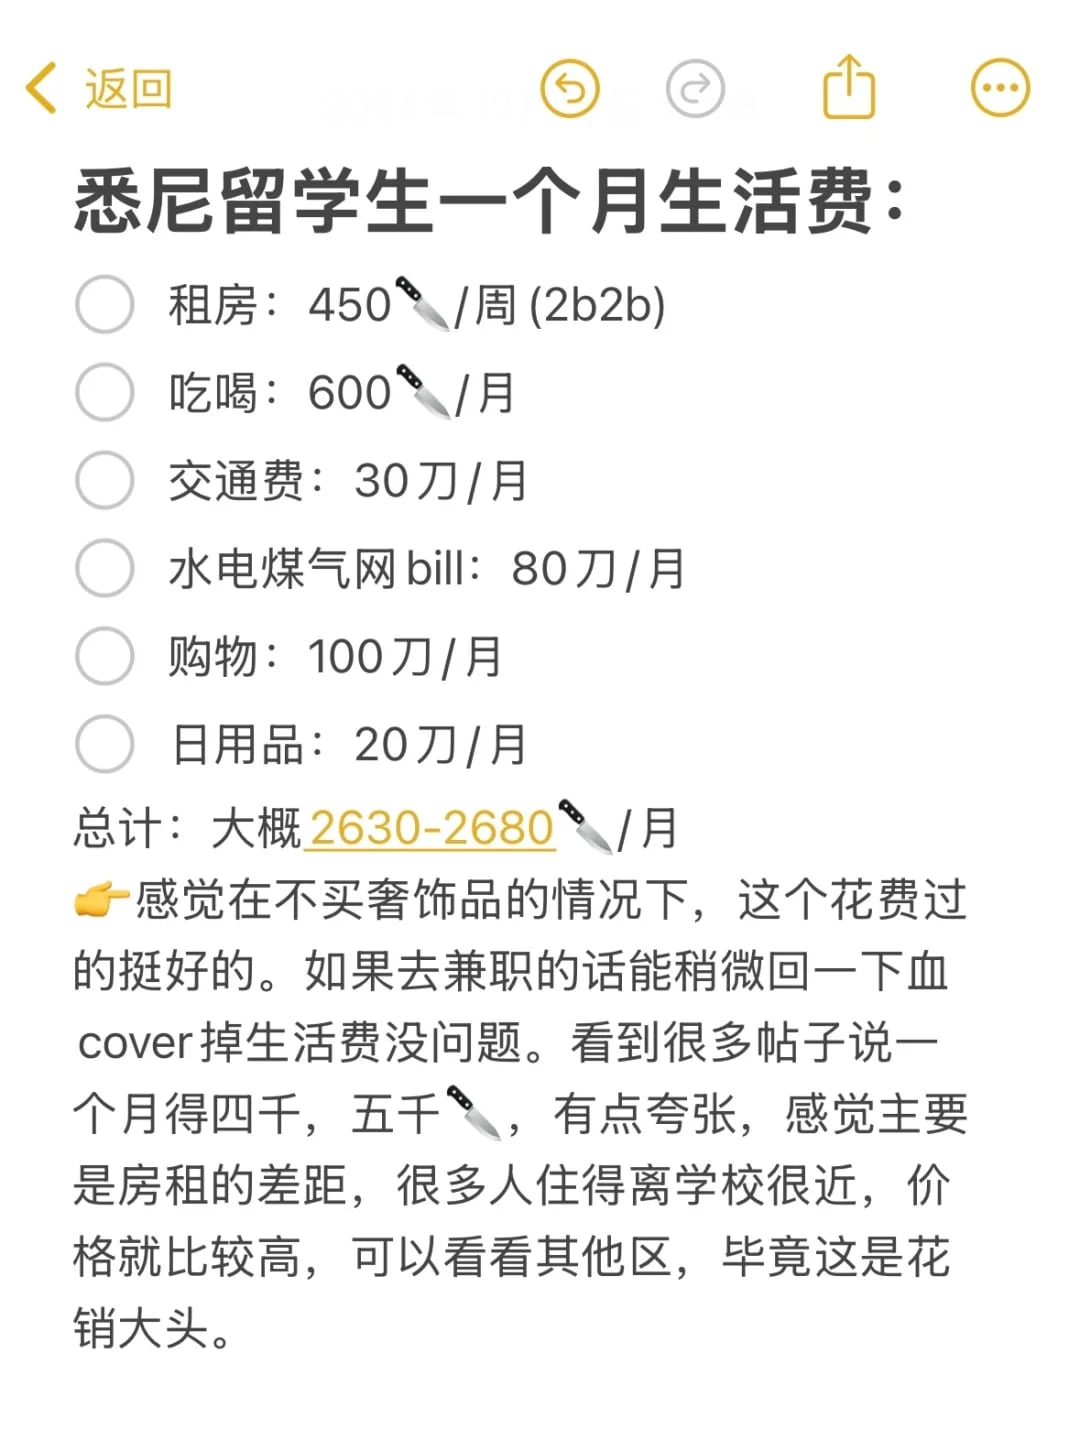 返回
悉尼留学生一个月生活费：
租房：450🔪/周 (2b2b)
吃喝：600🔪/月
交通费：30刀/月
水电煤气网bill：80刀/月
购物：100刀/月
日用品：20刀/月
总计：大概2630-2680🔪/月
👉感觉在不买奢饰品的情况下，这个花费过
的挺好的。如果去兼职的话能稍微回一下血
cover掉生活费没问题。看到很多帖子说一
个月得四千，五千🔪，有点夸张，感觉主要
是房租的差距，很多人住得离学校很近，价
格就比较高，可以看看其他区，毕竟这是花
销大头。